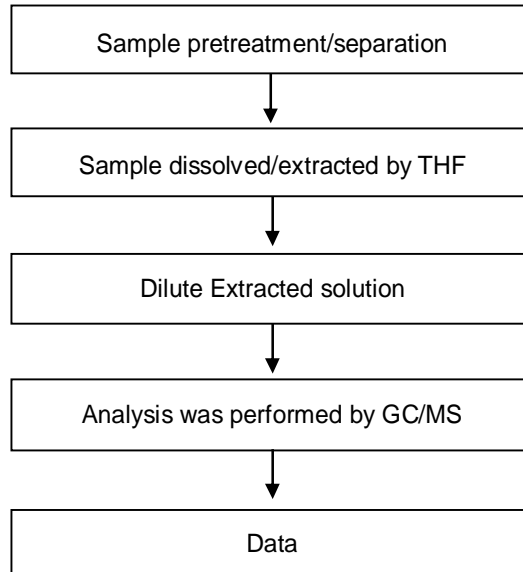 Sample pretreatment/separation
Sample dissolved/extracted by THF
Dilute Extracted solution
Analysis was performed by GC/MS
Data